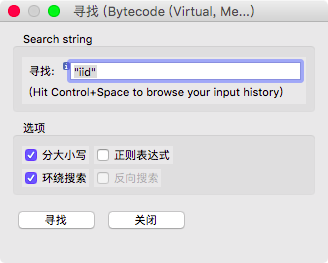 寻找 (Bytecode (Virtual, Me...)
Search string
寻找:
"iid"
(Hit Control+Space to browse your input history)
选项
分大小写
正则表达式
环绕搜索
反向搜索
寻找
关闭